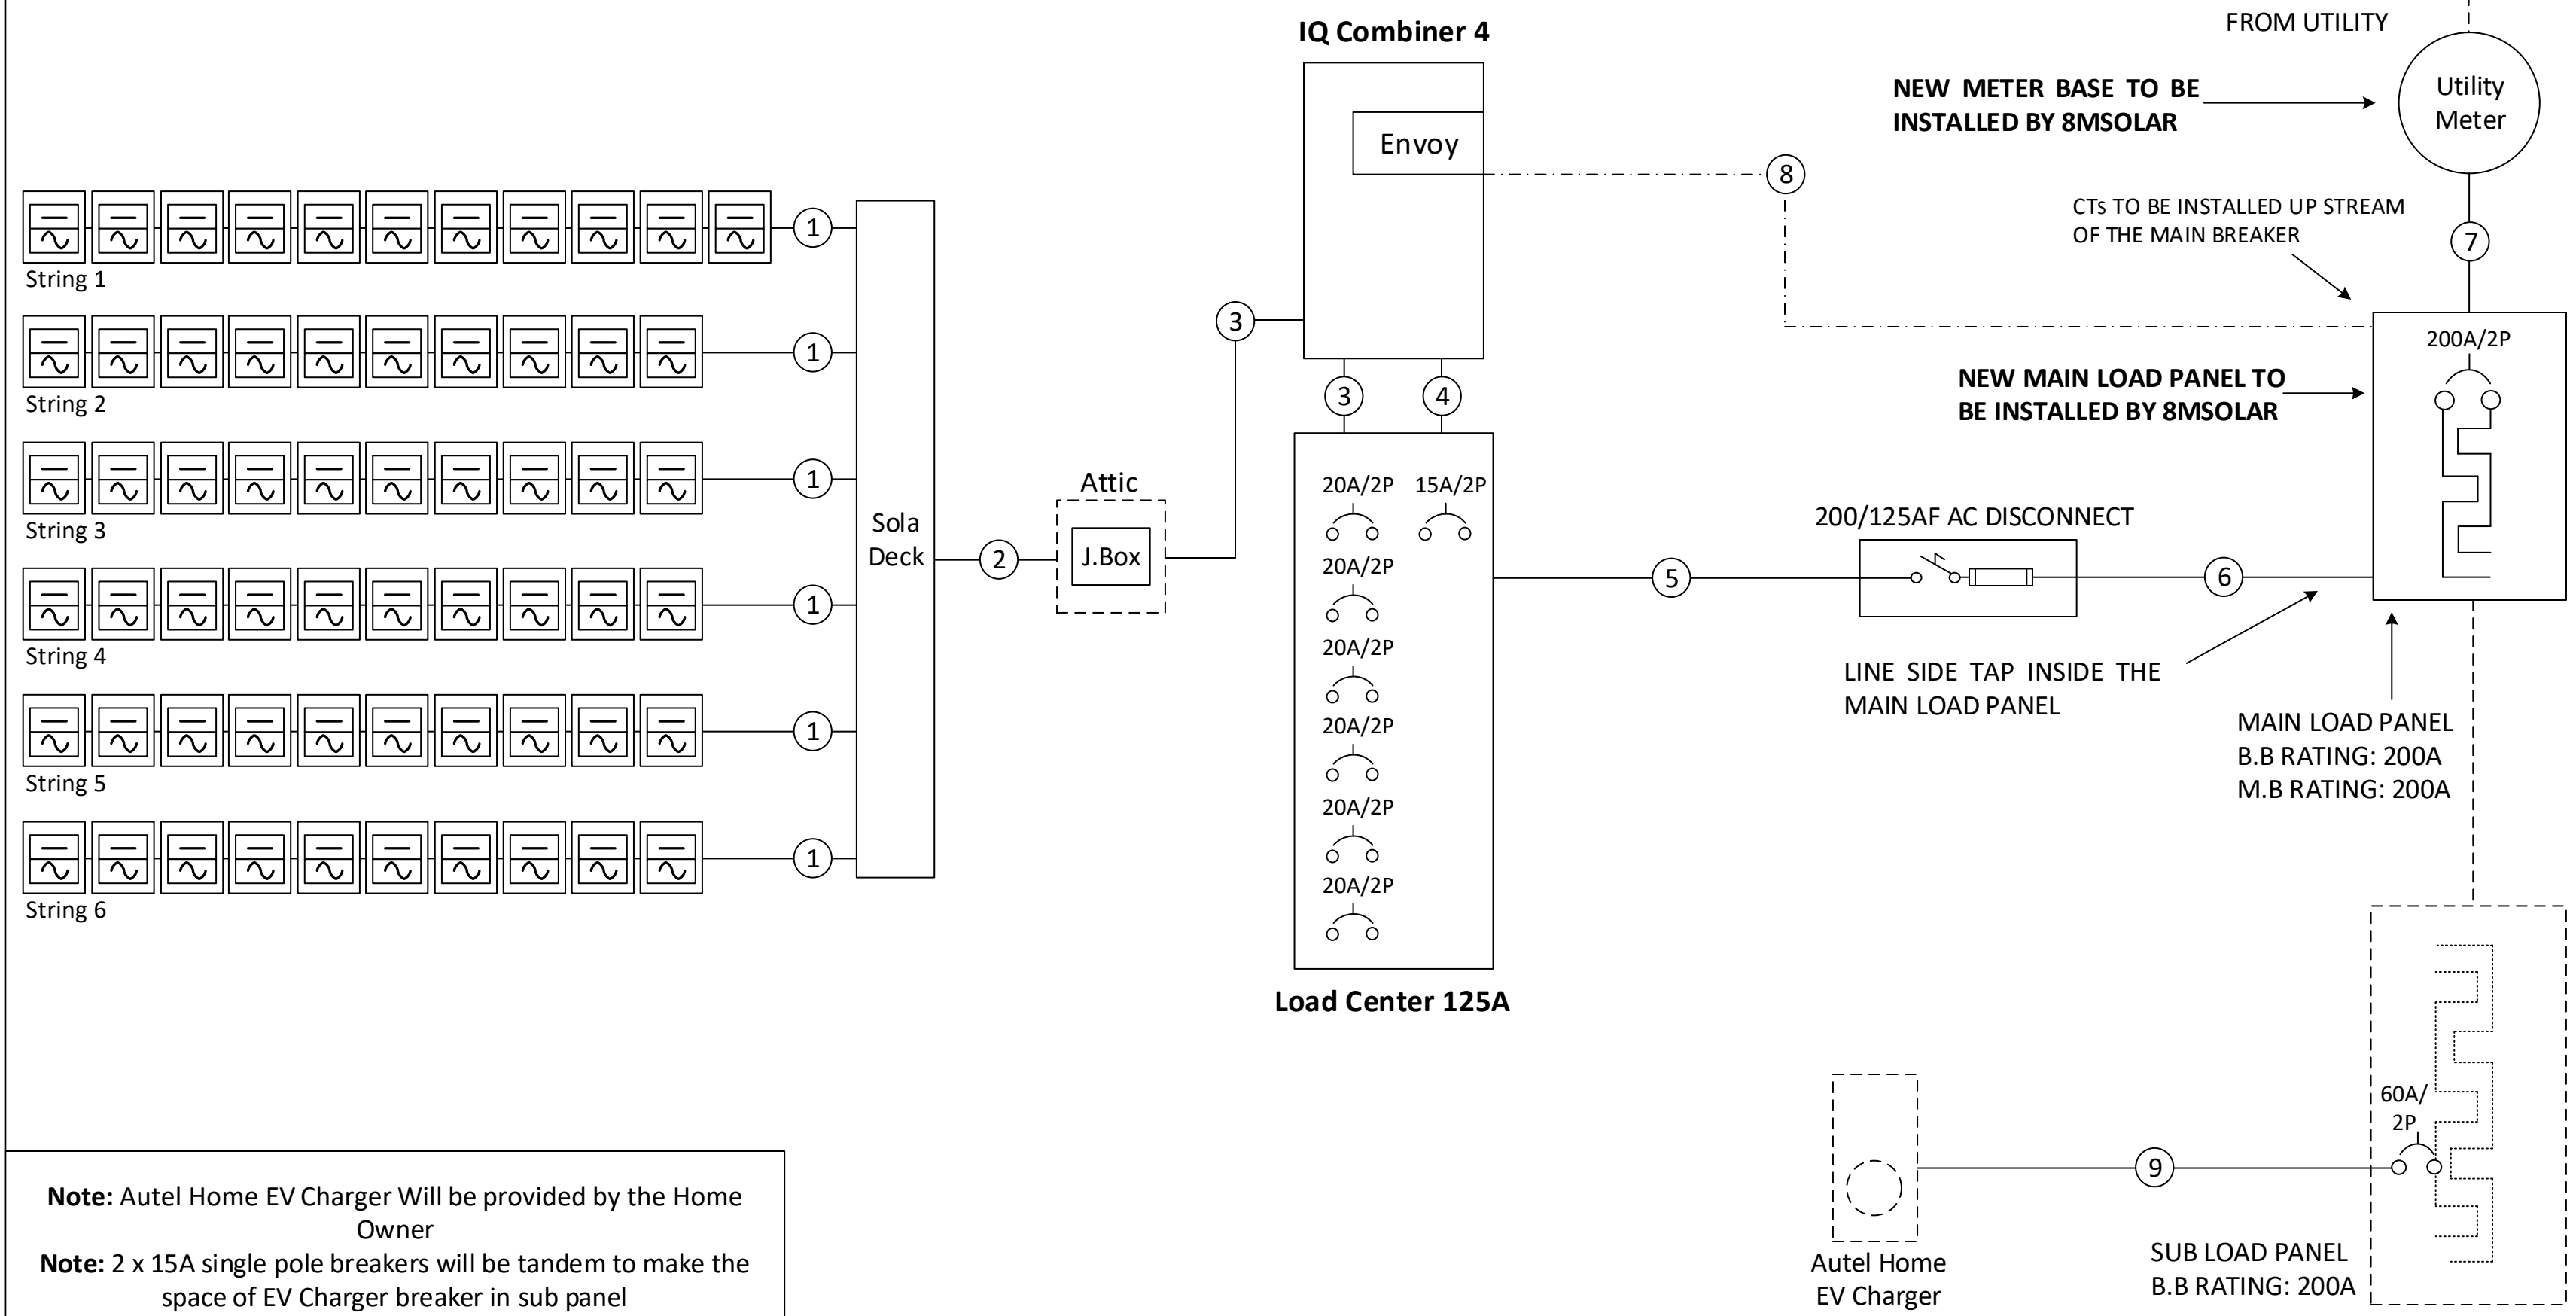 IQ Combiner 4
Envoy
FROM UTILITY
NEW METER BASE TO BE
INSTALLED BY 8MSOLAR
Utility
Meter
8
CTs TO BE INSTALLED UP STREAM
OF THE MAIN BREAKER
7
1
String 1
1
String 2
1
String 3
1
String 4
1
String 5
1
String 6
Sola
Deck
2
Attic
J.Box
3
3
4
20A/2P
15A/2P
20A/2P
20A/2P
20A/2P
20A/2P
20A/2P
Load Center 125A
5
200/125AF AC DISCONNECT
6
NEW MAIN LOAD PANEL TO
BE INSTALLED BY 8MSOLAR
200A/2P
LINE SIDE TAP INSIDE THE
MAIN LOAD PANEL
MAIN LOAD PANEL
B.B RATING: 200A
M.B RATING: 200A
60A/
2P
9
Autel Home
EV Charger
SUB LOAD PANEL
B.B RATING: 200A
Note: Autel Home EV Charger Will be provided by the Home
Owner
Note: 2 x 15A single pole breakers will be tandem to make the
space of EV Charger breaker in sub panel